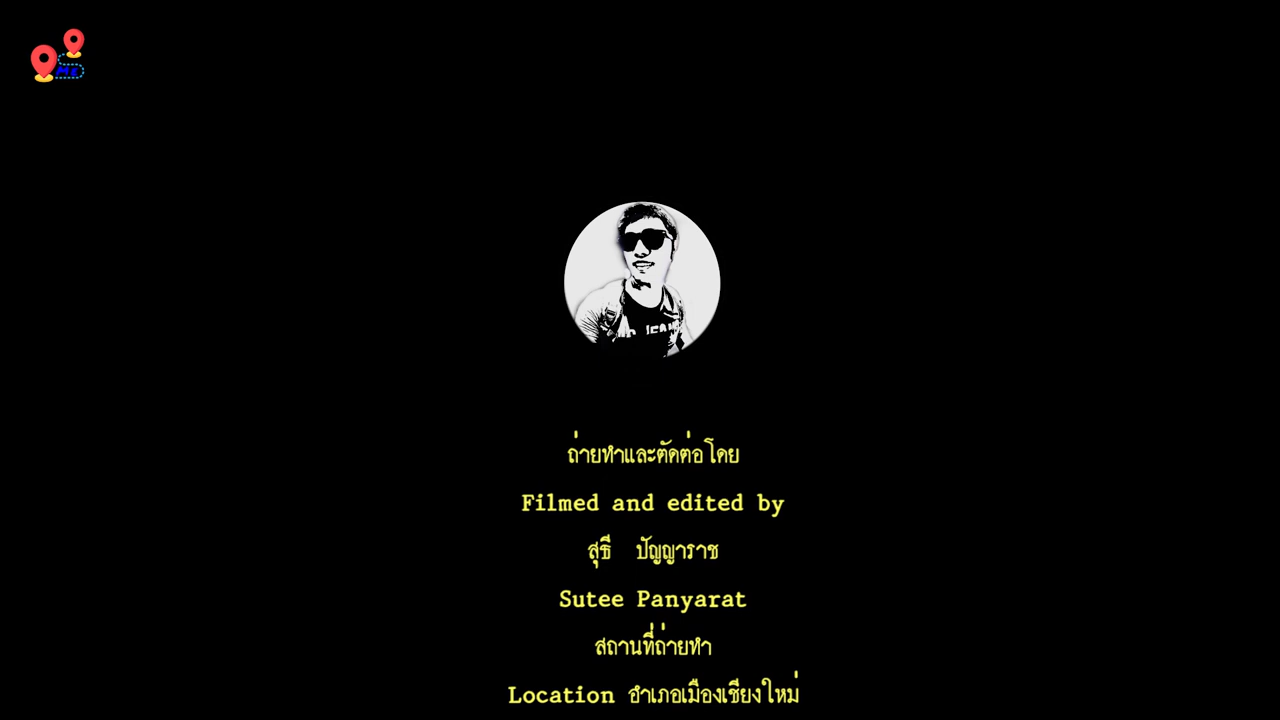 ME
ถ่ายทำและตัดต่อโดย
Filmed and edited by
สุธี ปัญญาราช
Sutee Panyarat
สถานที่ถ่ายทำ
Location อำเภอเมืองเชียงใหม่